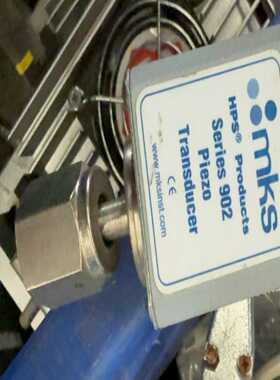 mks
HPS® Products
Series 902
Piezo
Transducer
CE
www.mksinst.com